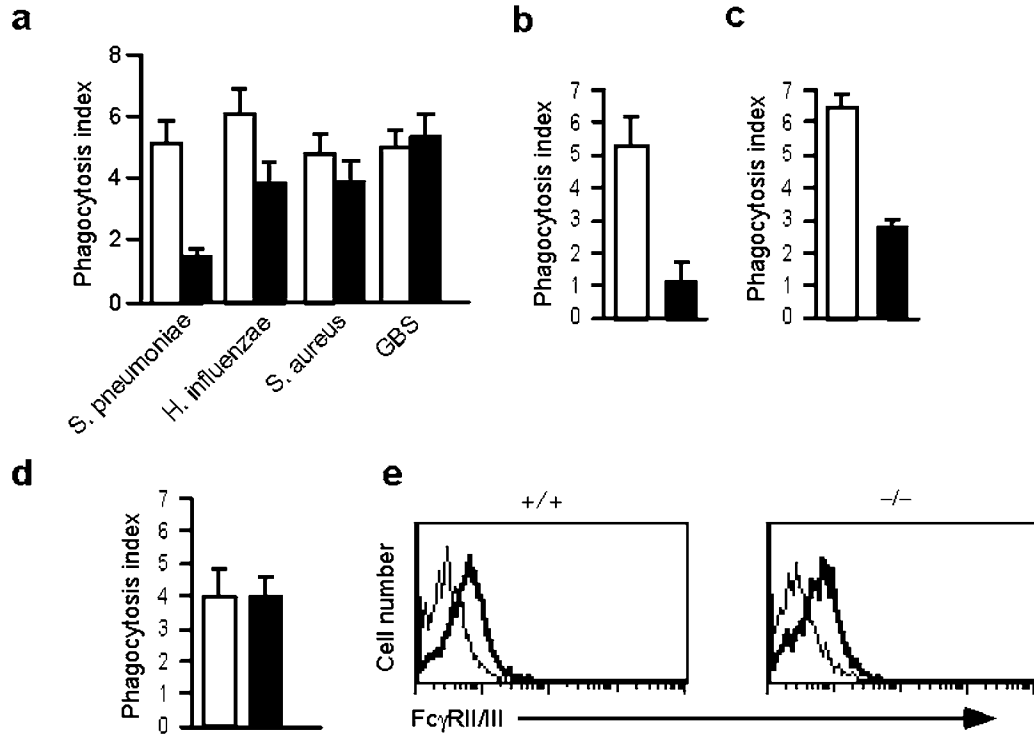 a
8
6
4
2
0
Phagocytosis index
S. pneumoniae
H. influenzae
S. aureus
GBS
b
7
6
5
4
3
2
1
0
Phagocytosis index
c
7
6
5
4
3
2
1
0
Phagocytosis index
d
7
6
5
4
3
2
1
0
Phagocytosis index
e
+/+
−/−
Cell number
FcγRII/III